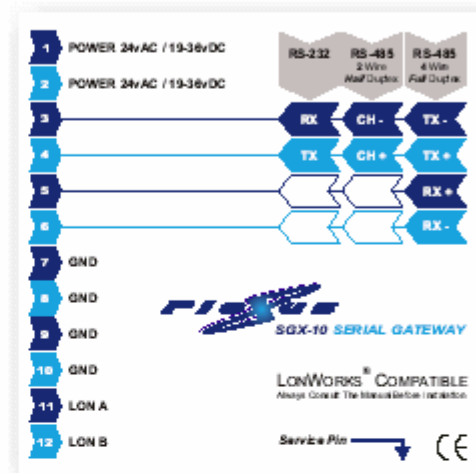 1 POWER 24vAC / 19-36vDC
2 POWER 24vAC / 19-36vDC
RS-232
RS-485
2 Wire
Half Duplex
RS-485
4 Wire
Full Duplex
3 RX CH - TX -
4 TX CH + TX +
5 RX +
6 RX -
7 GND
8 GND
9 GND
10 GND
11 LON A
12 LON B
SGX-10 SERIAL GATEWAY
LONWORKS® COMPATIBLE
Always Consult The Manual Before Installation
Service Pin
CE